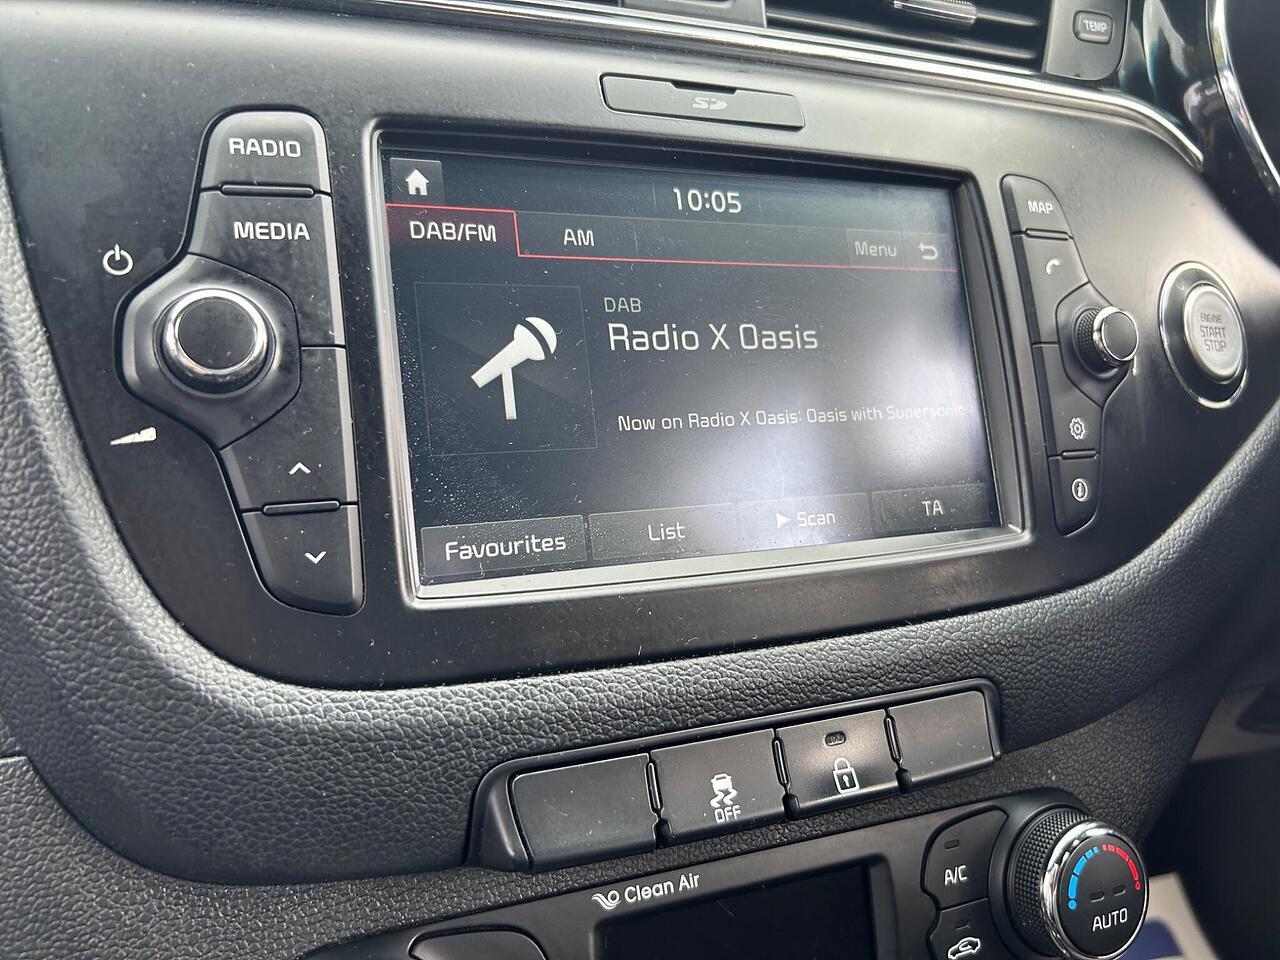 TEMP
SD
RADIO
MEDIA
10:05
DAB/FM
AM
Menu
DAB
Radio X Oasis
Now on Radio X Oasis: Oasis with Supersonic
Favourites
List
Scan
TA
MAP
ENGINE
START
STOP
OFF
Clean Air
A/C
AUTO